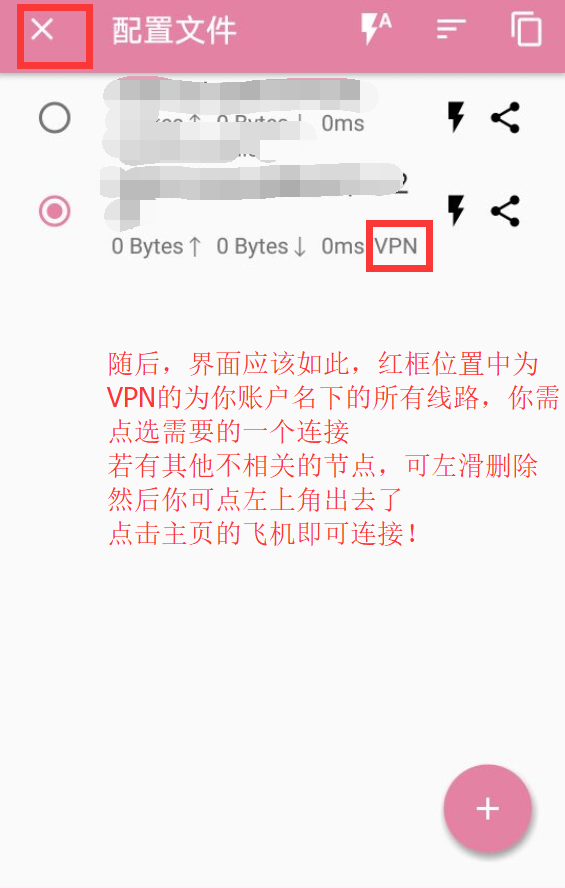 配置文件
A
0 Bytes↓ 0ms
2
0 Bytes↑ 0 Bytes↓ 0ms VPN
随后，界面应该如此，红框位置中为
VPN的为你账户名下的所有线路，你需
点选需要的一个连接
若有其他不相关的节点，可左滑删除
然后你可点左上角出去了
点击主页的飞机即可连接！